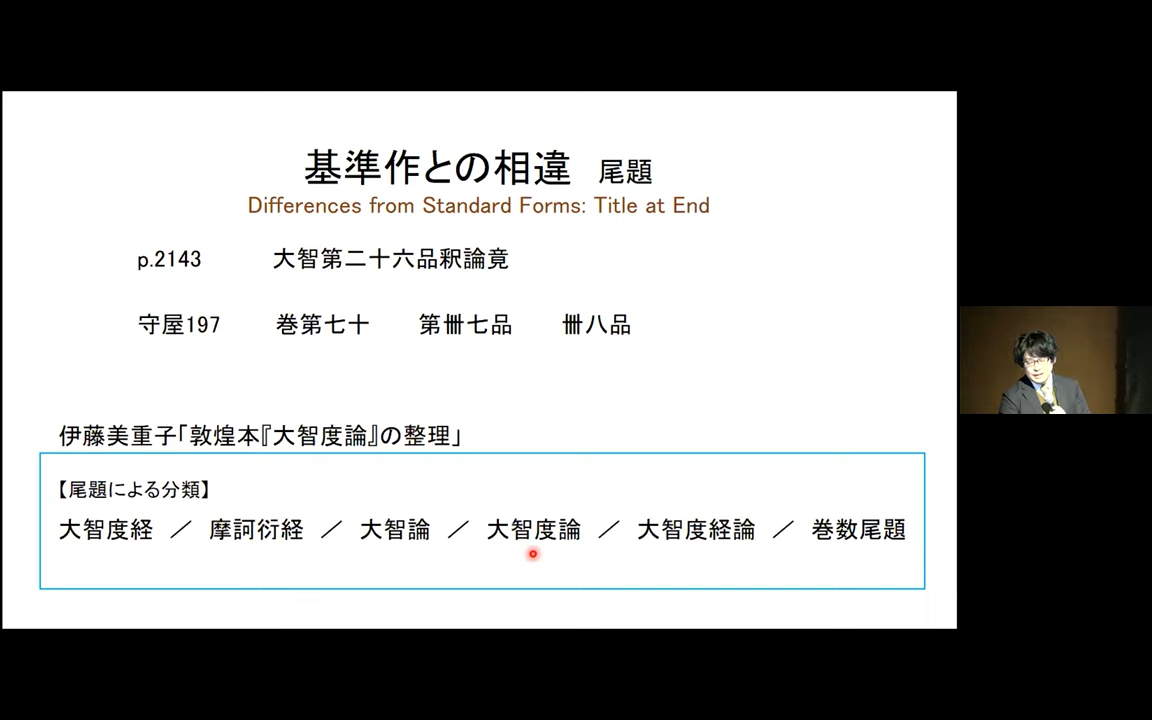 基準作との相違　尾題
Differences from Standard Forms: Title at End
p.2143　大智第二十六品釈論竟
守屋197　巻第七十　第卌七品　卌八品
伊藤美重子「敦煌本『大智度論』の整理」
【尾題による分類】
大智度経 ／ 摩訶衍経 ／ 大智論 ／ 大智度論 ／ 大智度経論 ／ 巻数尾題